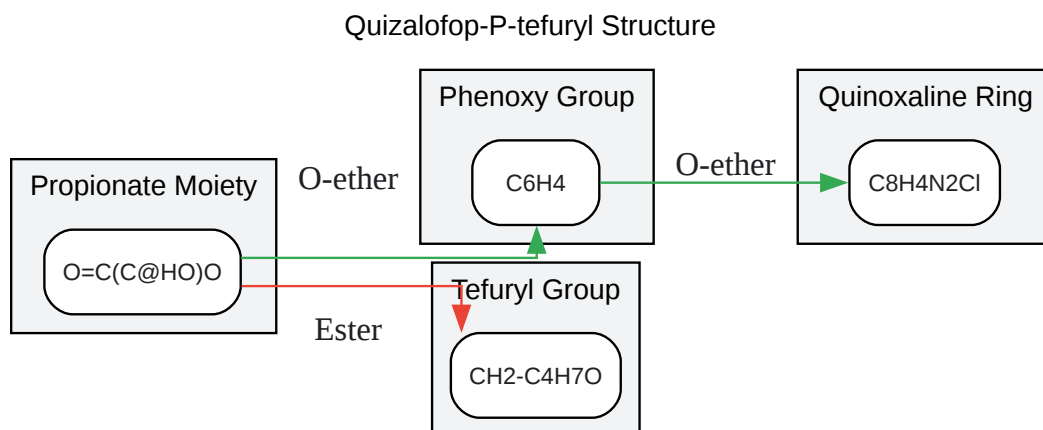 Quizalofop-P-tefuryl Structure
Phenoxy Group
Quinoxaline Ring
C6H4
O-ether
C8H4N2Cl
Propionate Moiety
O-ether
O=C(C@HO)O
Tefuryl Group
Ester
CH2-C4H7O